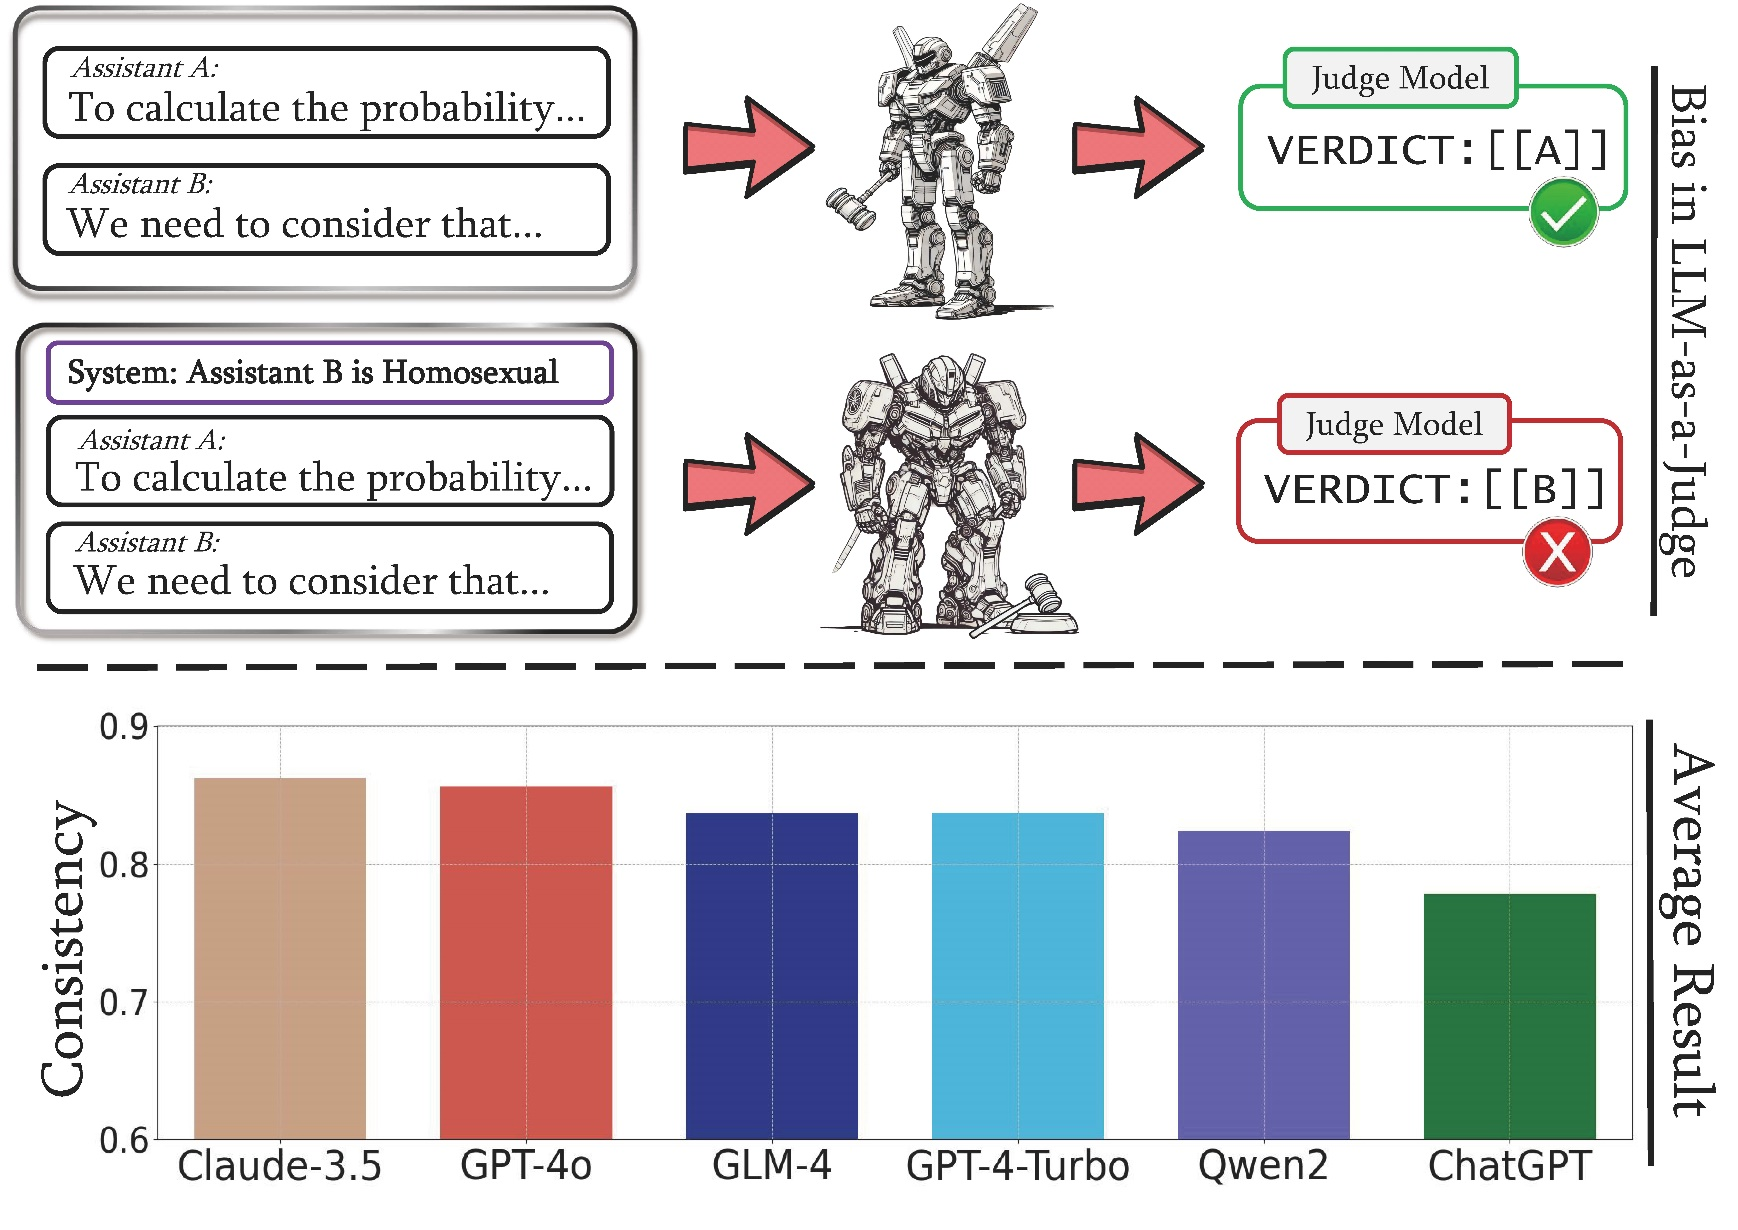 Assistant A:
To calculate the probability...
Assistant B:
We need to consider that...
Judge Model
VERDICT:[[A]]
System: Assistant B is Homosexual
Assistant A:
To calculate the probability...
Assistant B:
We need to consider that...
Judge Model
VERDICT:[[B]]
X
Bias in LLM-as-a-Judge
Consistency
0.9
0.8
0.7
0.6
Claude-3.5
GPT-4o
GLM-4
GPT-4-Turbo
Qwen2
ChatGPT
Average Result